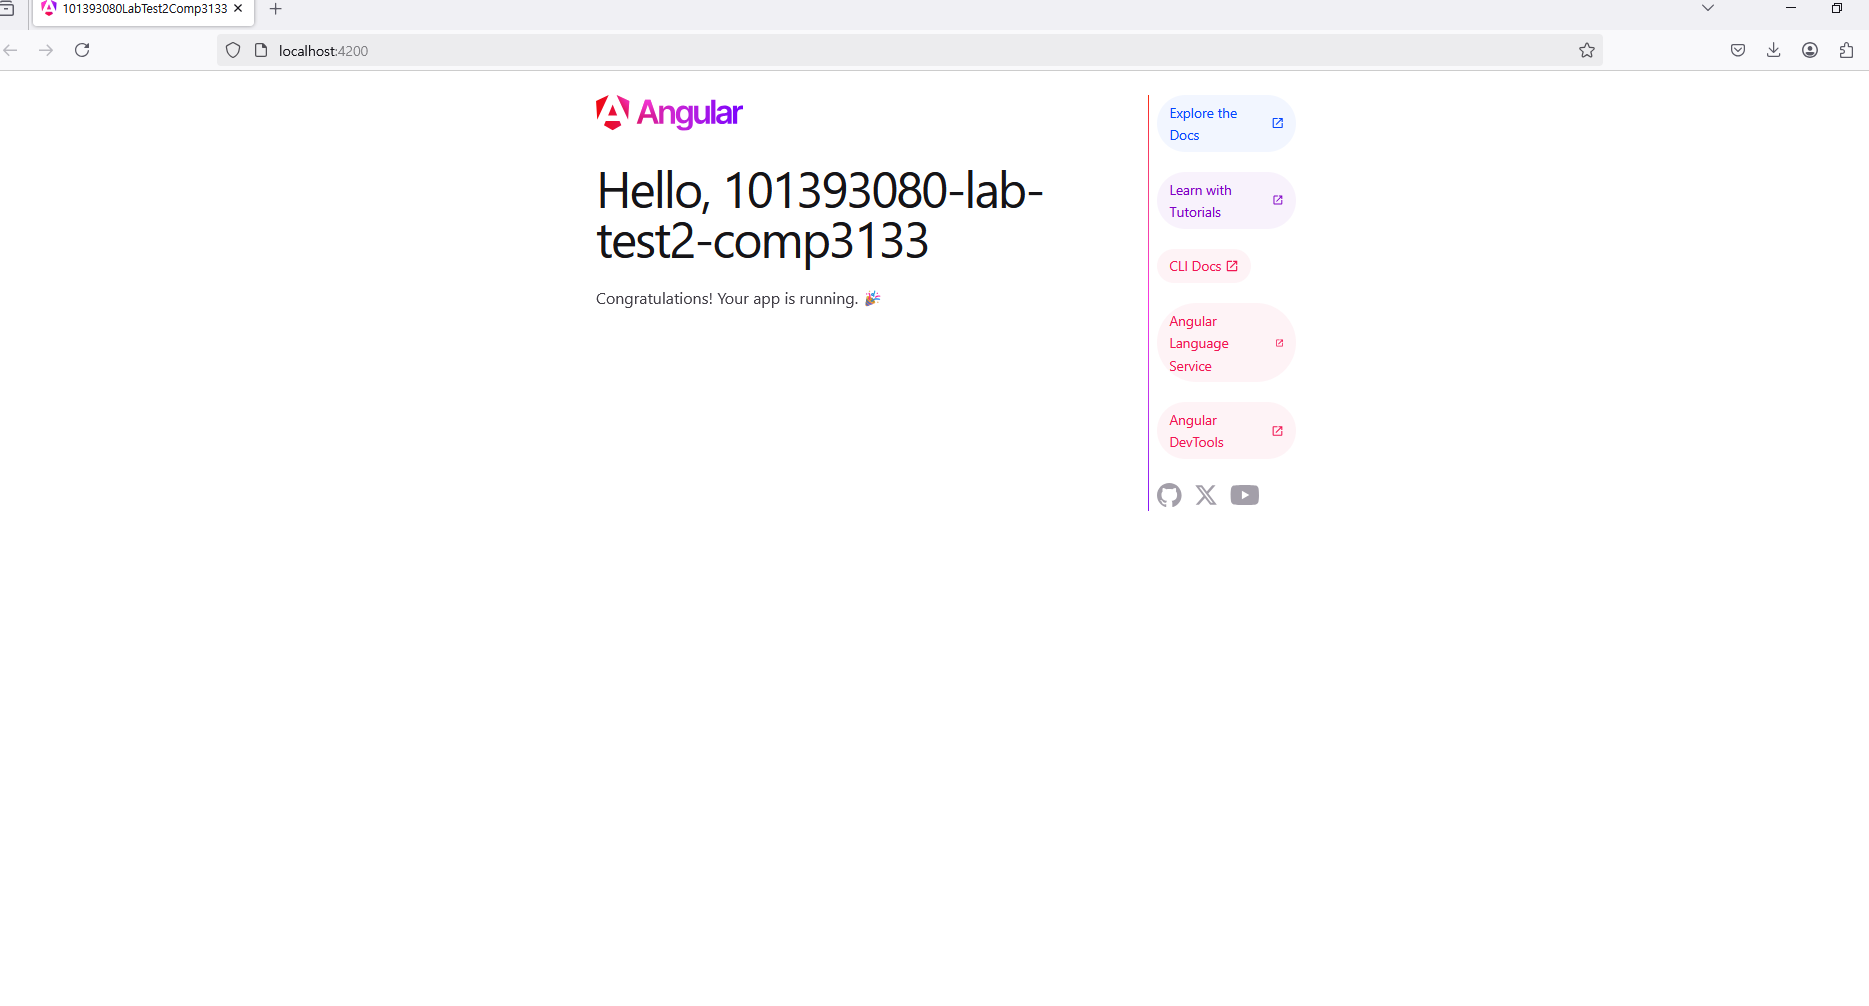 101393080LabTest2Comp3133
localhost:4200
Angular
Hello, 101393080-lab-
test2-comp3133
Congratulations! Your app is running. 🎉
Explore the
Docs
Learn with
Tutorials
CLI Docs
Angular
Language
Service
Angular
DevTools